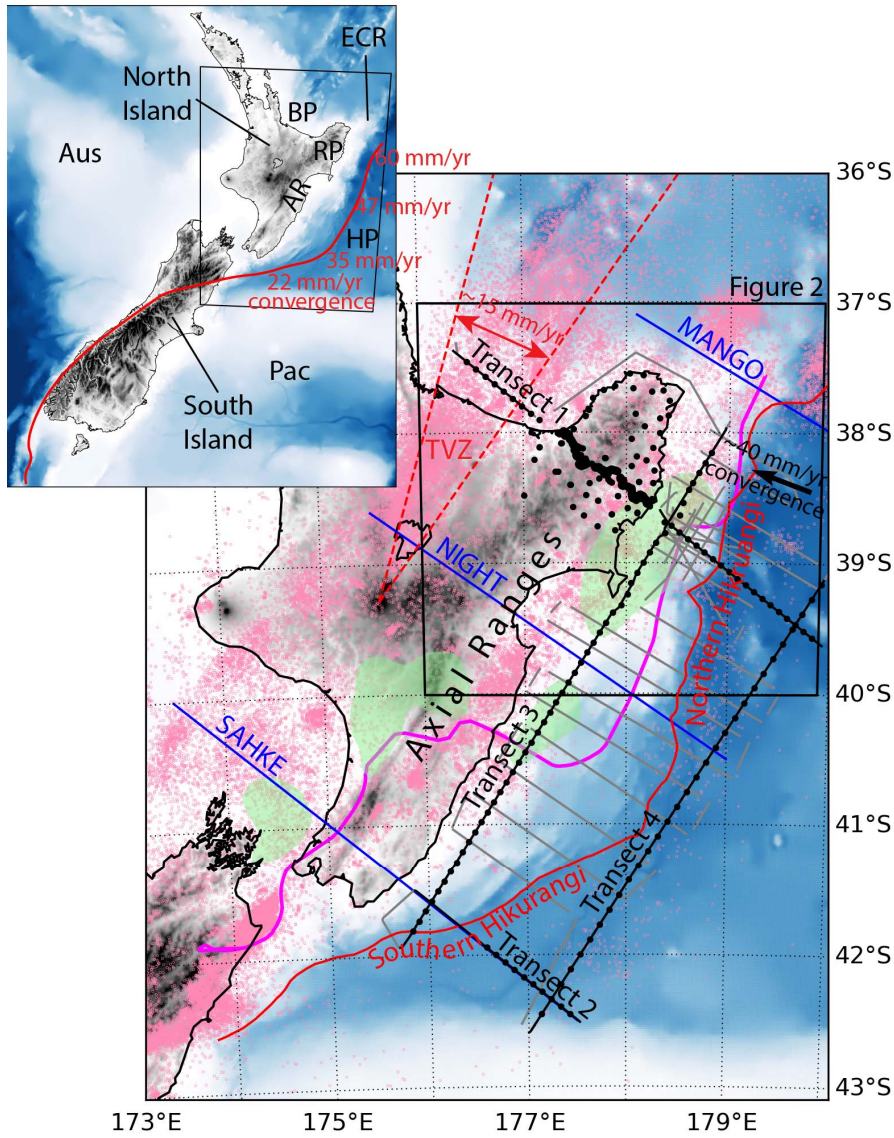 ECR
North
Island
BP
Aus
RP
60 mm/yr
AR
47 mm/yr
HP
35 mm/yr
22 mm/yr
convergence
Pac
South
Island
36°S
Figure 2
37°S
~15 mm/yr
MANGO
Transect 1
38°S
TVZ
~40 mm/yr
convergence
NIGHT
39°S
Northern Hikruangi
Axial Ranges
40°S
SAHKE
Transect 3
41°S
Transect 4
Southern Hikurangi
42°S
Transect 2
43°S
173°E
175°E
177°E
179°E